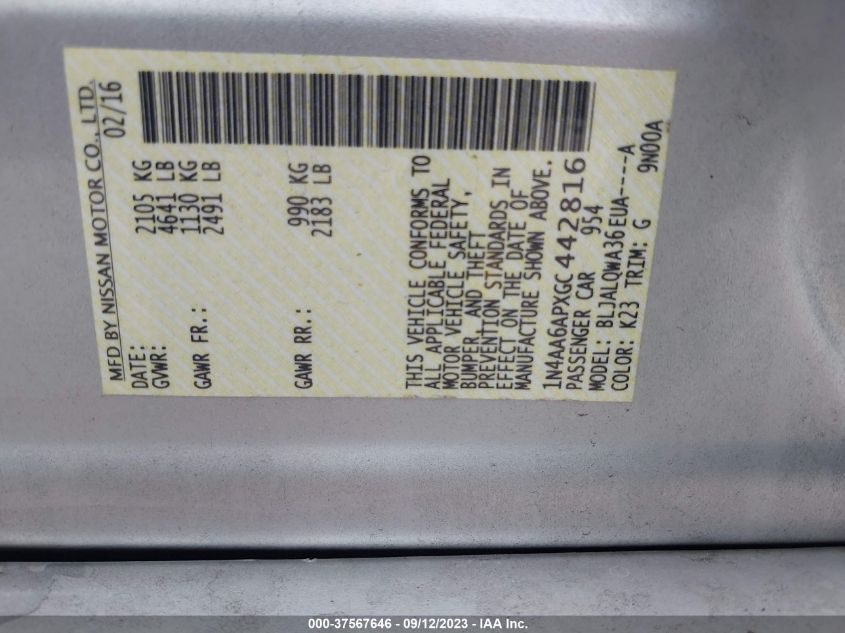 MFD BY NISSAN MOTOR CO., LTD.
DATE: 02/16
GVWR: 2105 KG
4641 LB
GAWR FR.: 1130 KG
2491 LB
GAWR RR.: 990 KG
2183 LB
THIS VEHICLE CONFORMS TO
ALL APPLICABLE FEDERAL
MOTOR VEHICLE SAFETY,
BUMPER, AND THEFT
PREVENTION STANDARDS IN
EFFECT ON THE DATE OF
MANUFACTURE SHOWN ABOVE.
1N4AA6APXGC442816
PASSENGER CAR 954
MODEL: BLJALQWA36EUA----A
COLOR: K23 TRIM: G 9N00A
000-37567646 - 09/12/2023 - IAA Inc.